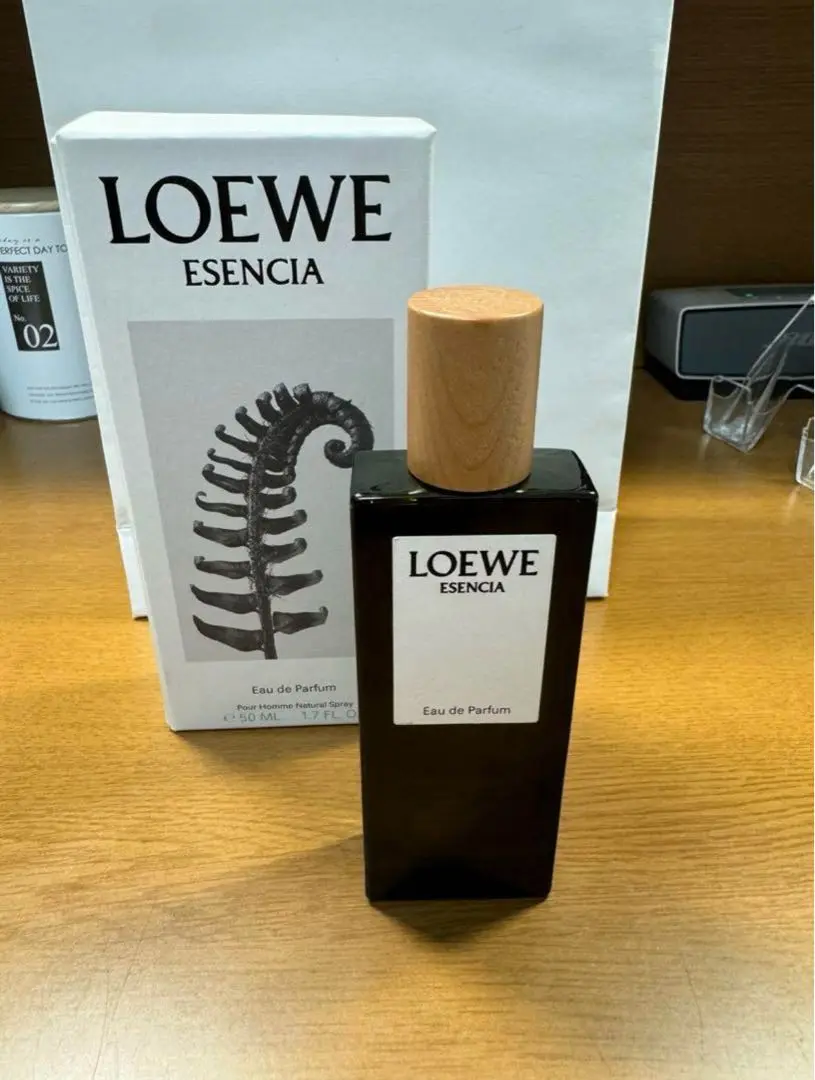 LOEWE
ESENCIA
Eau de Parfum
Pour Homme Natural Spray
50 ML 1.7 FL. O
LOEWE
ESENCIA
Eau de Parfum
ERFECT DAY TO
VARIETY
IS THE
SPICE
OF LIFE
No.
02